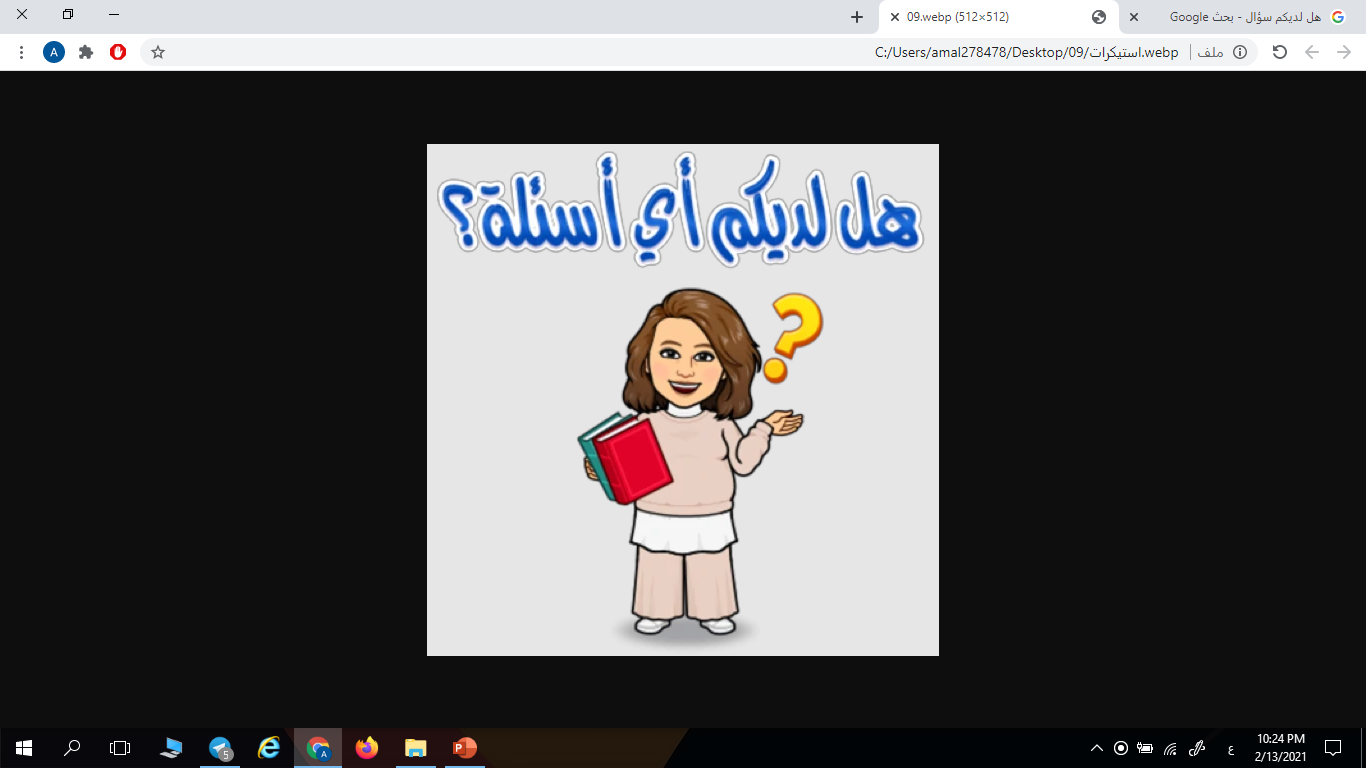 هل لديكم سؤال - بحث Google
09.webp (512×512)
ملف
C:/Users/amal278478/Desktop/09/استيكرات.webp
A
هل لديكم أي أسئلة؟
?
5
A
P
ع
10:24 PM
2/13/2021